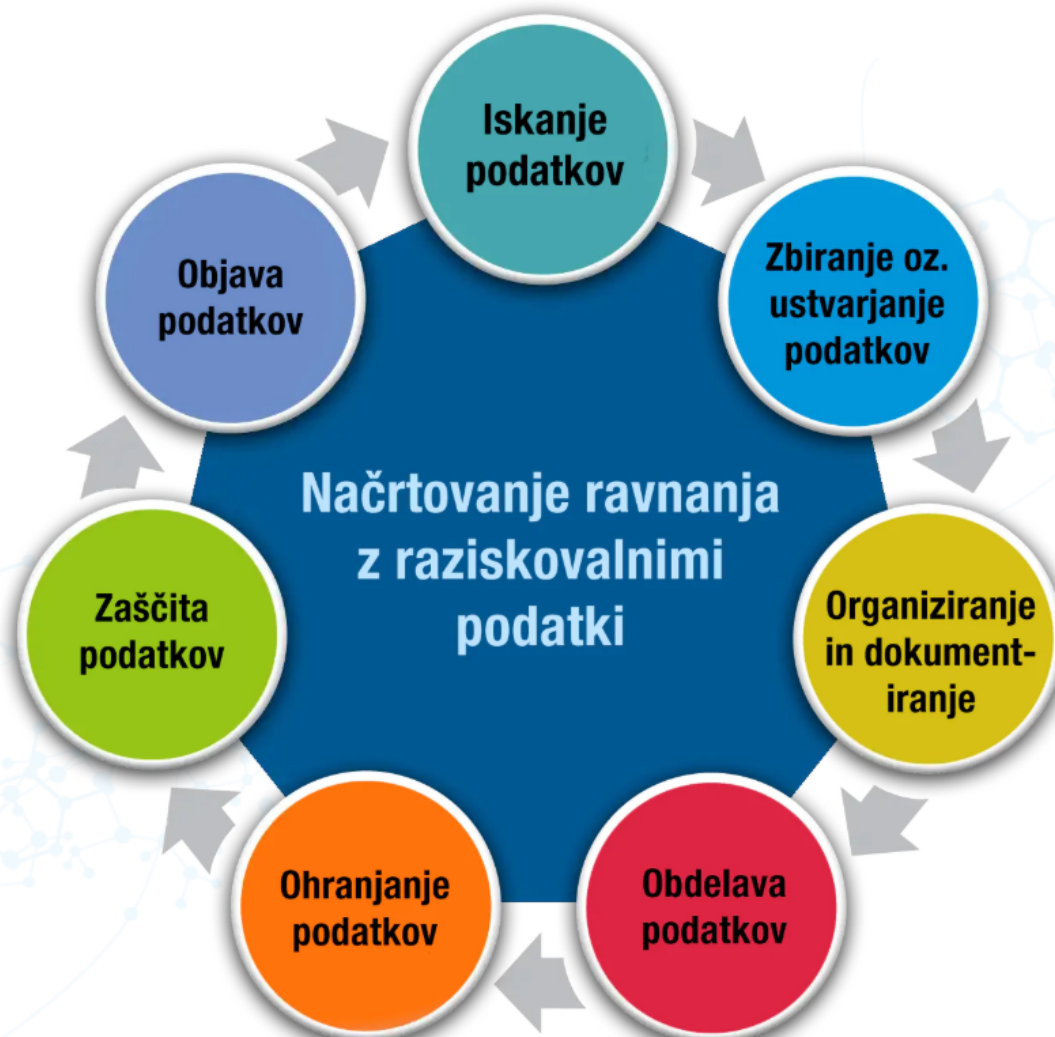 Iskanje
podatkov
Zbiranje oz.
ustvarjanje
podatkov
Organiziranje
in dokument-
iranje
Obdelava
podatkov
Ohranjanje
podatkov
Zaščita
podatkov
Objava
podatkov
Načrtovanje ravnanja
z raziskovalnimi
podatki